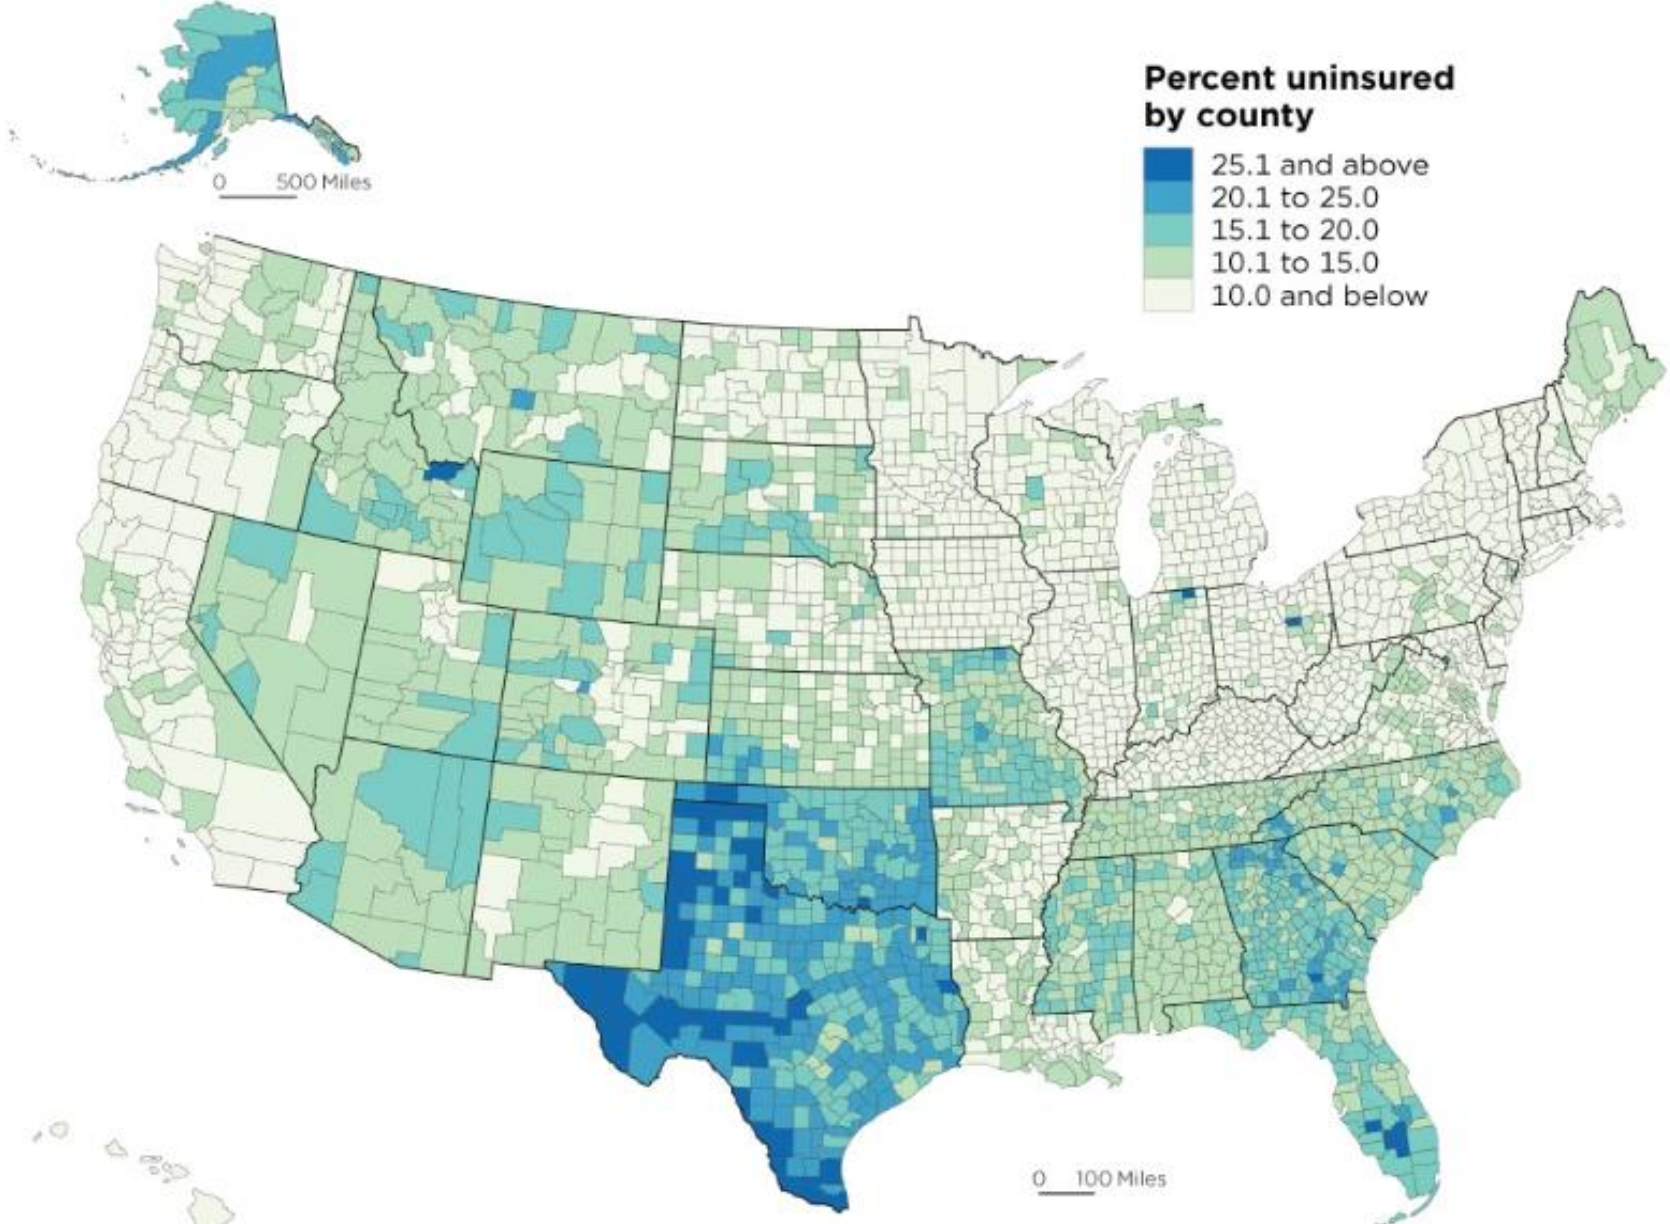 Percent uninsured
by county
25.1 and above
20.1 to 25.0
15.1 to 20.0
10.1 to 15.0
10.0 and below
0 500 Miles
0 100 Miles